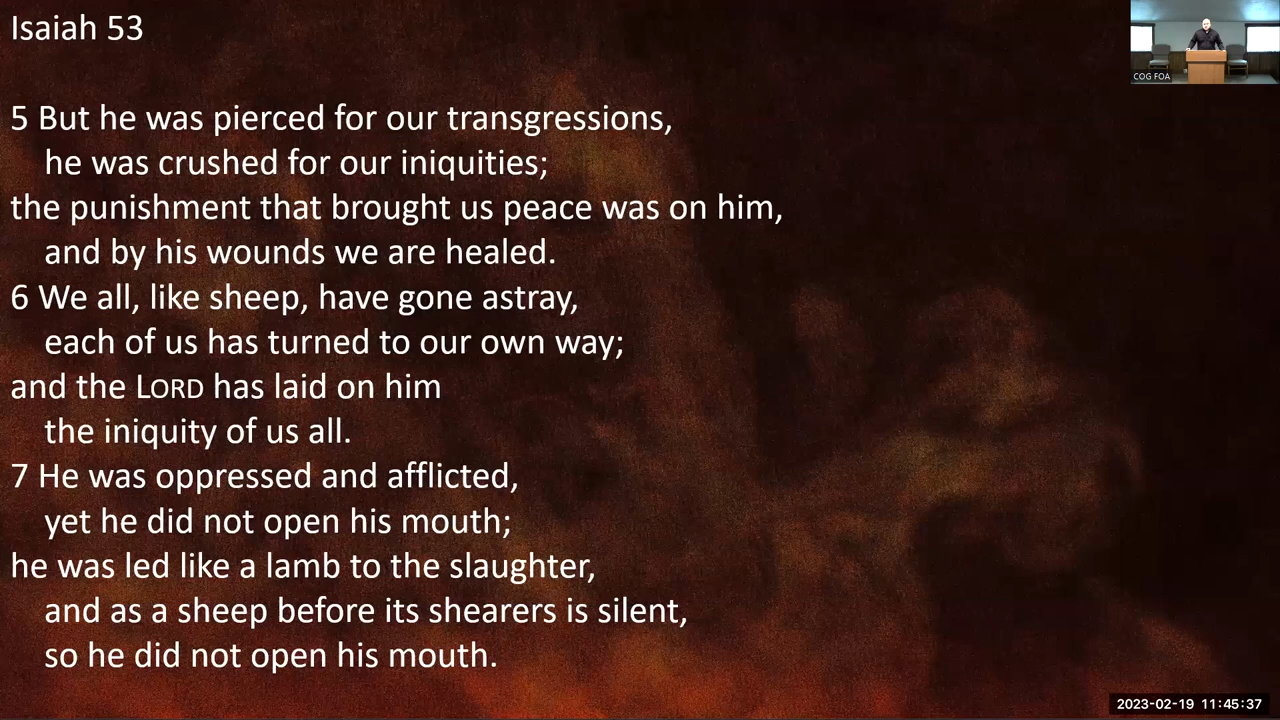 Isaiah 53
COG FOA
5 But he was pierced for our transgressions,
he was crushed for our iniquities;
the punishment that brought us peace was on him,
and by his wounds we are healed.
6 We all, like sheep, have gone astray,
each of us has turned to our own way;
and the LORD has laid on him
the iniquity of us all.
7 He was oppressed and afflicted,
yet he did not open his mouth;
he was led like a lamb to the slaughter,
and as a sheep before its shearers is silent,
so he did not open his mouth.
2023-02-19 11:45:37